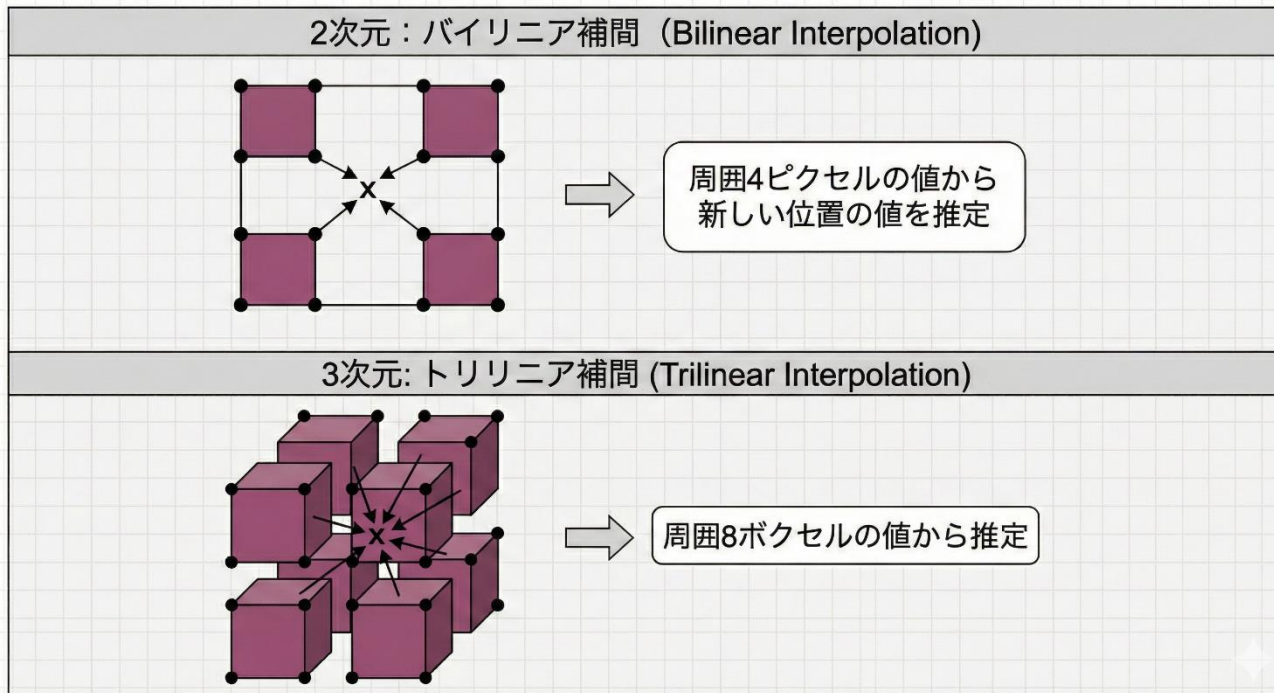 2次元：バイリニア補間（Bilinear Interpolation)
x
周囲4ピクセルの値から
新しい位置の値を推定
3次元: トリリニア補間 (Trilinear Interpolation)
x
周囲8ボクセルの値から推定